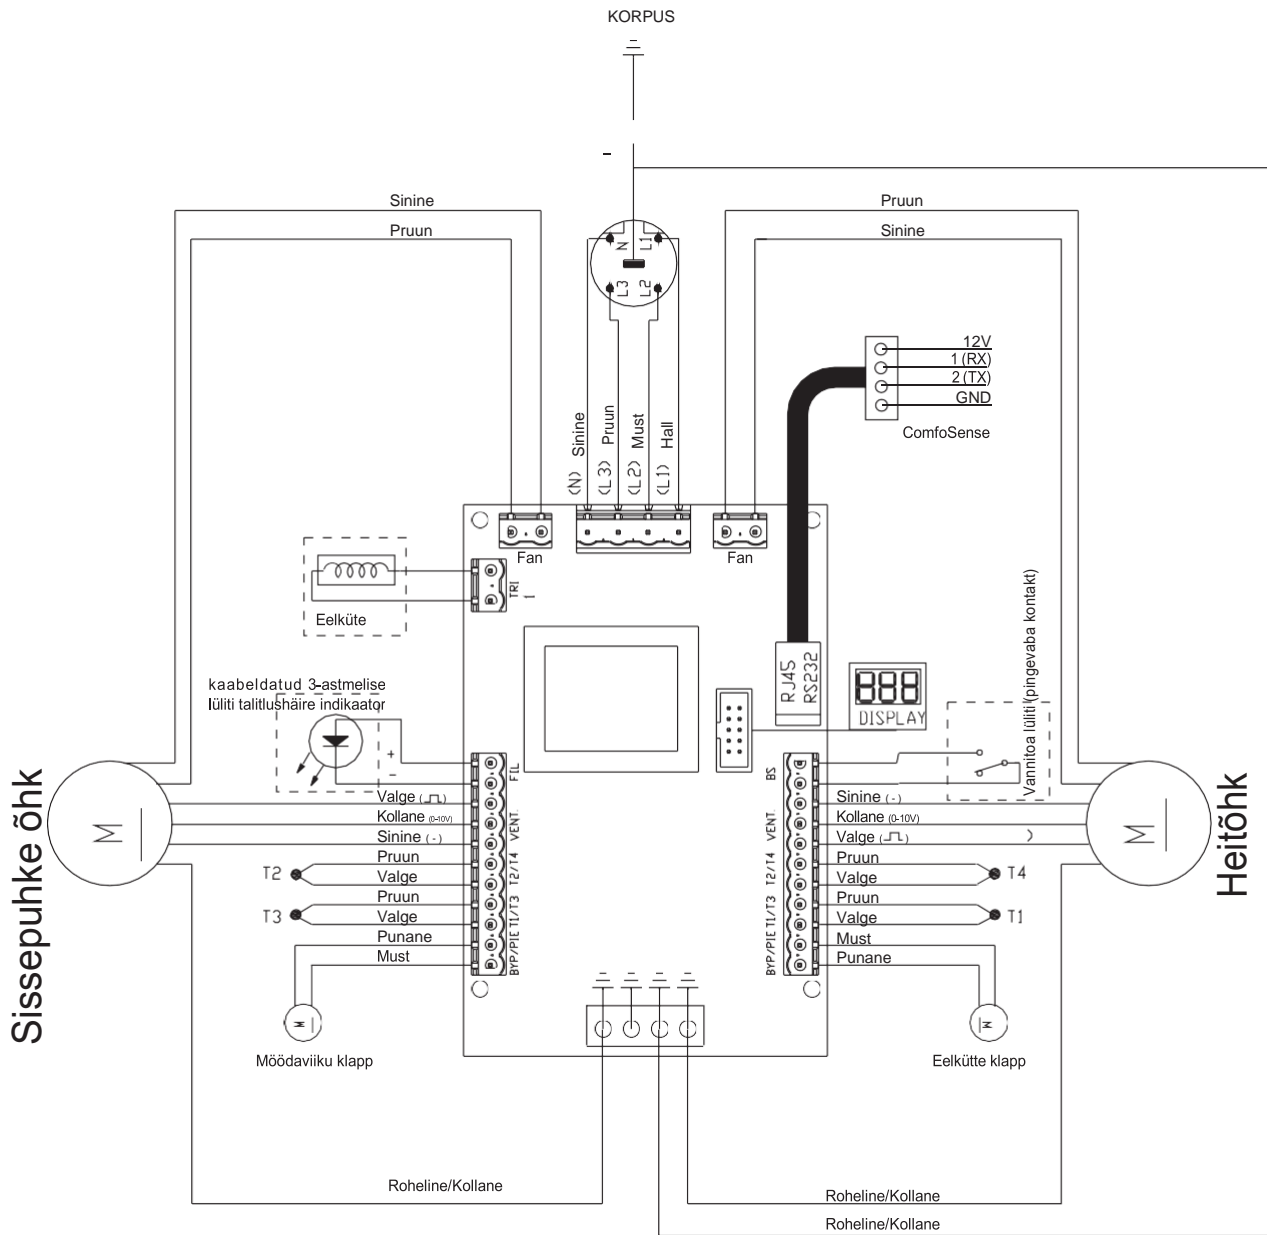 KORPUS
Sinine
Pruun
Pruun
Sinine
N
L1
L3
L2
12V
1 (RX)
2 (TX)
GND
ComfoSense
(N) Sinine
(L3) Pruun
(L2) Must
(L1) Hall
Fan
Fan
TRI
Eelküte
RJ45
RS232
DISPLAY
Vannitoa lüliti (pingevaba kontakt)
kaabeldatud 3-astmelise
lüliti talitlushäire indikaator
+
-
FIL
BS
Sissepuhke õhk
M
Valge
Kollane (0-10V)
Sinine (-)
VENT.
T2
Pruun
Valge
T2/T4
T3
Pruun
Valge
T1/T3
Punane
Must
BYP/PIE
M
Möödaviiku klapp
Sinine (-)
Kollane (0-10V)
Valge
)
VENT.
Pruun
Valge
T2/T4
T4
Pruun
Valge
T1/T3
T1
Must
Punane
BYP/PIE
M
Eelkütte klapp
M
Heitõhk
Roheline/Kollane
Roheline/Kollane
Roheline/Kollane